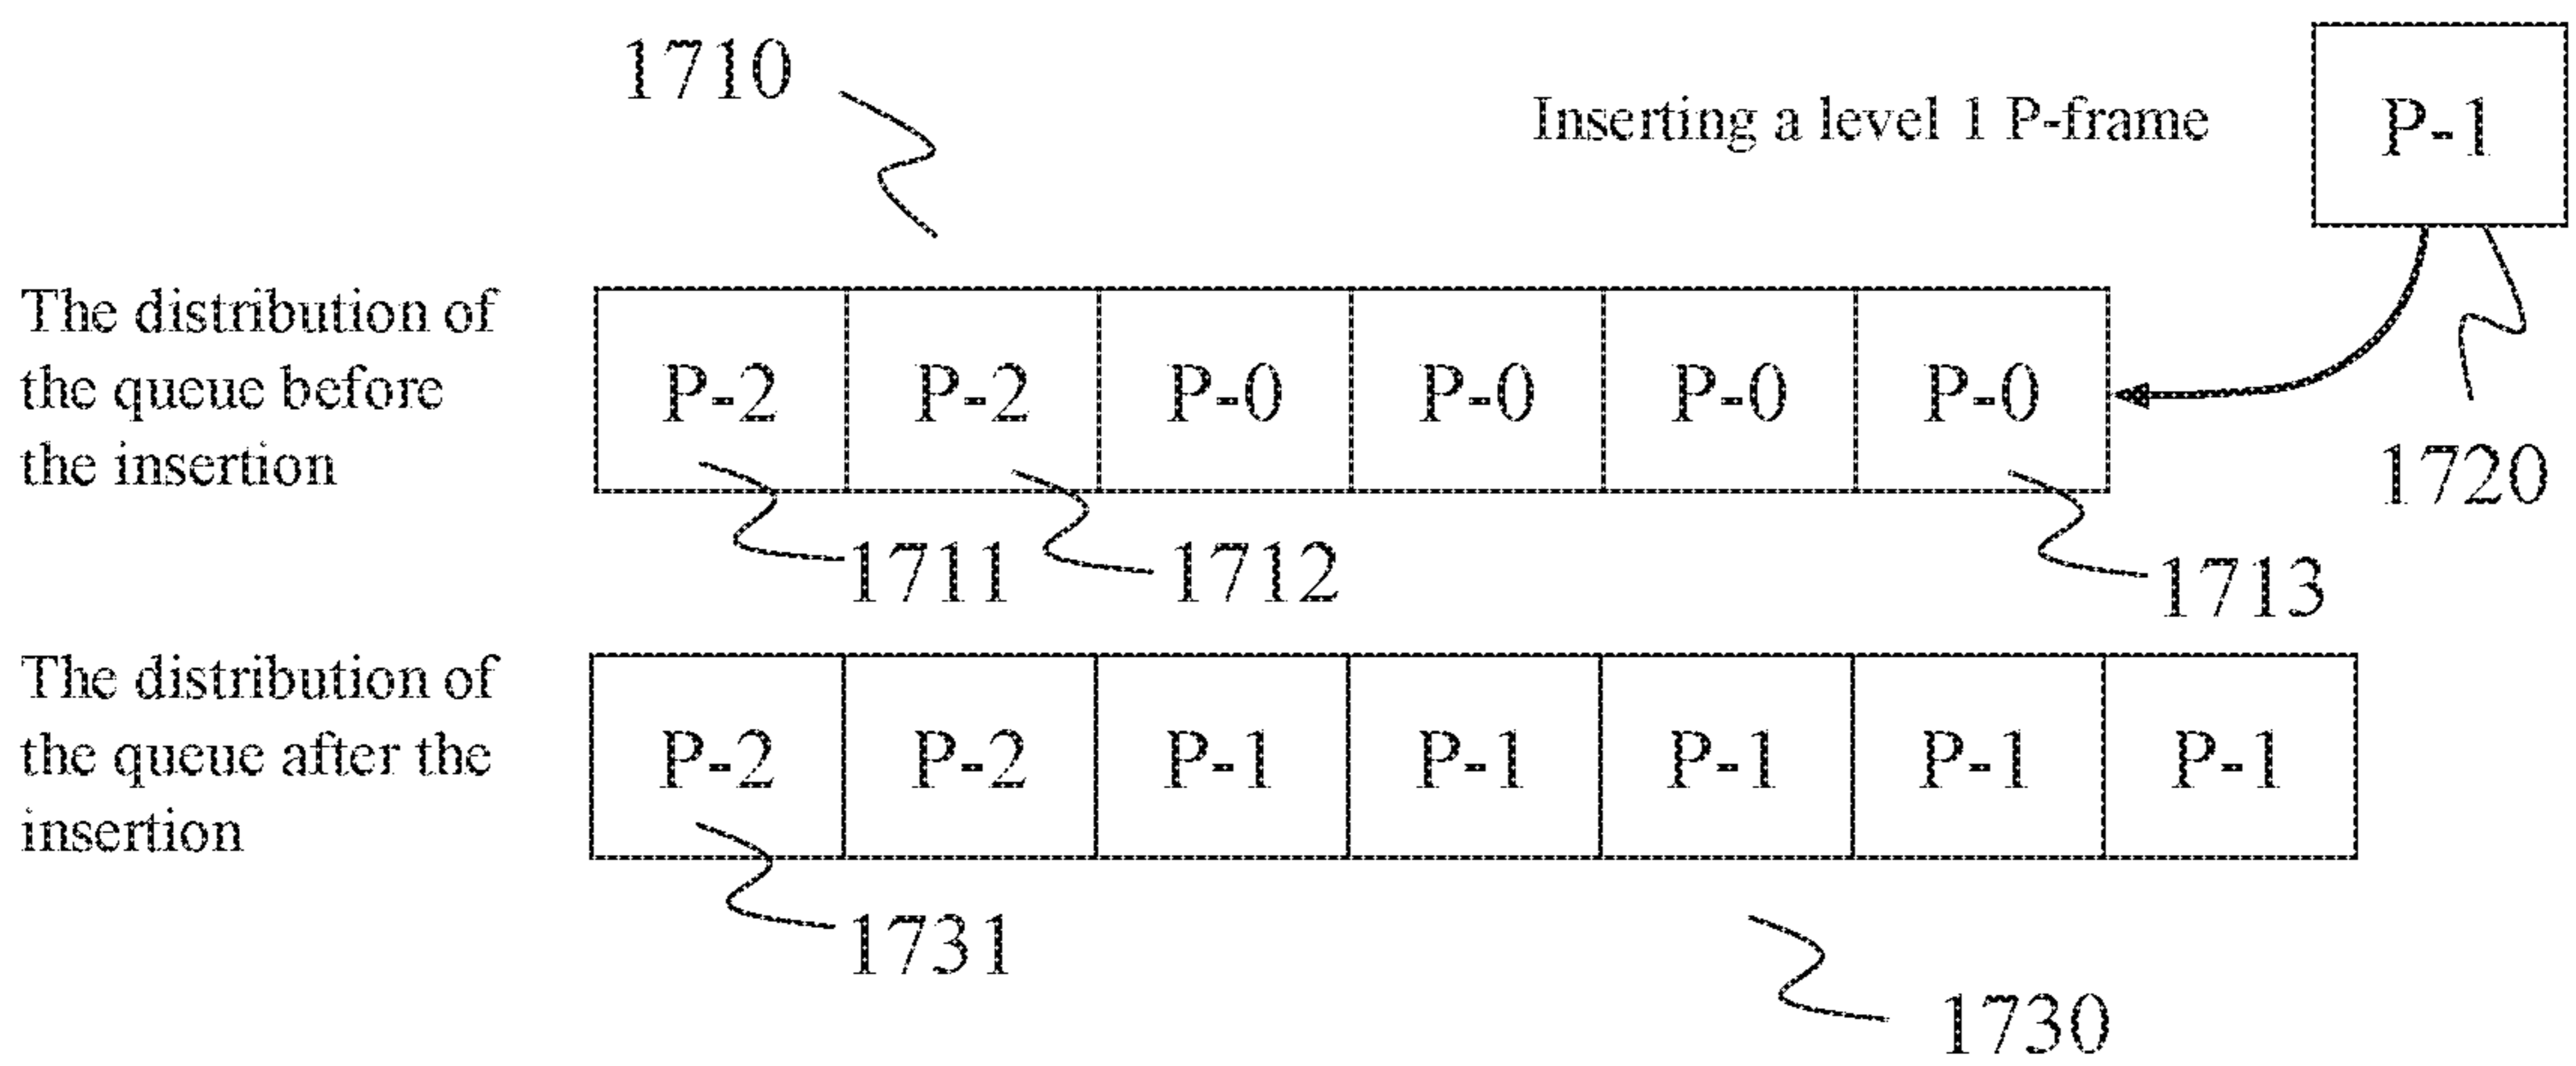 1710
Inserting a level 1 P-frame
P-1
The distribution of
the queue before
the insertion
P-2 P-2 P-0 P-0 P-0 P-0
1720
1711 1712 1713
The distribution of
the queue after the
insertion
P-2 P-2 P-1 P-1 P-1 P-1 P-1
1731
1730